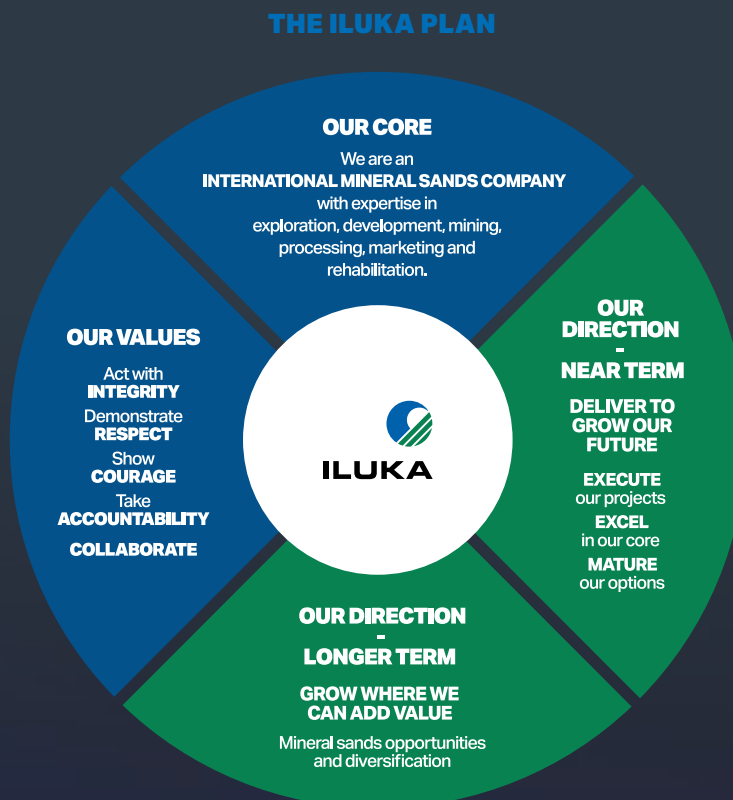 THE ILUKA PLAN
OUR CORE
We are an
INTERNATIONAL MINERAL SANDS COMPANY
with expertise in
exploration, development, mining,
processing, marketing and
rehabilitation.
OUR VALUES
Act with
INTEGRITY
Demonstrate
RESPECT
Show
COURAGE
Take
ACCOUNTABILITY
COLLABORATE
ILUKA
OUR
DIRECTION
-
NEAR TERM
DELIVER TO
GROW OUR
FUTURE
EXECUTE
our projects
EXCEL
in our core
MATURE
our options
OUR DIRECTION
-
LONGER TERM
GROW WHERE WE
CAN ADD VALUE
Mineral sands opportunities
and diversification